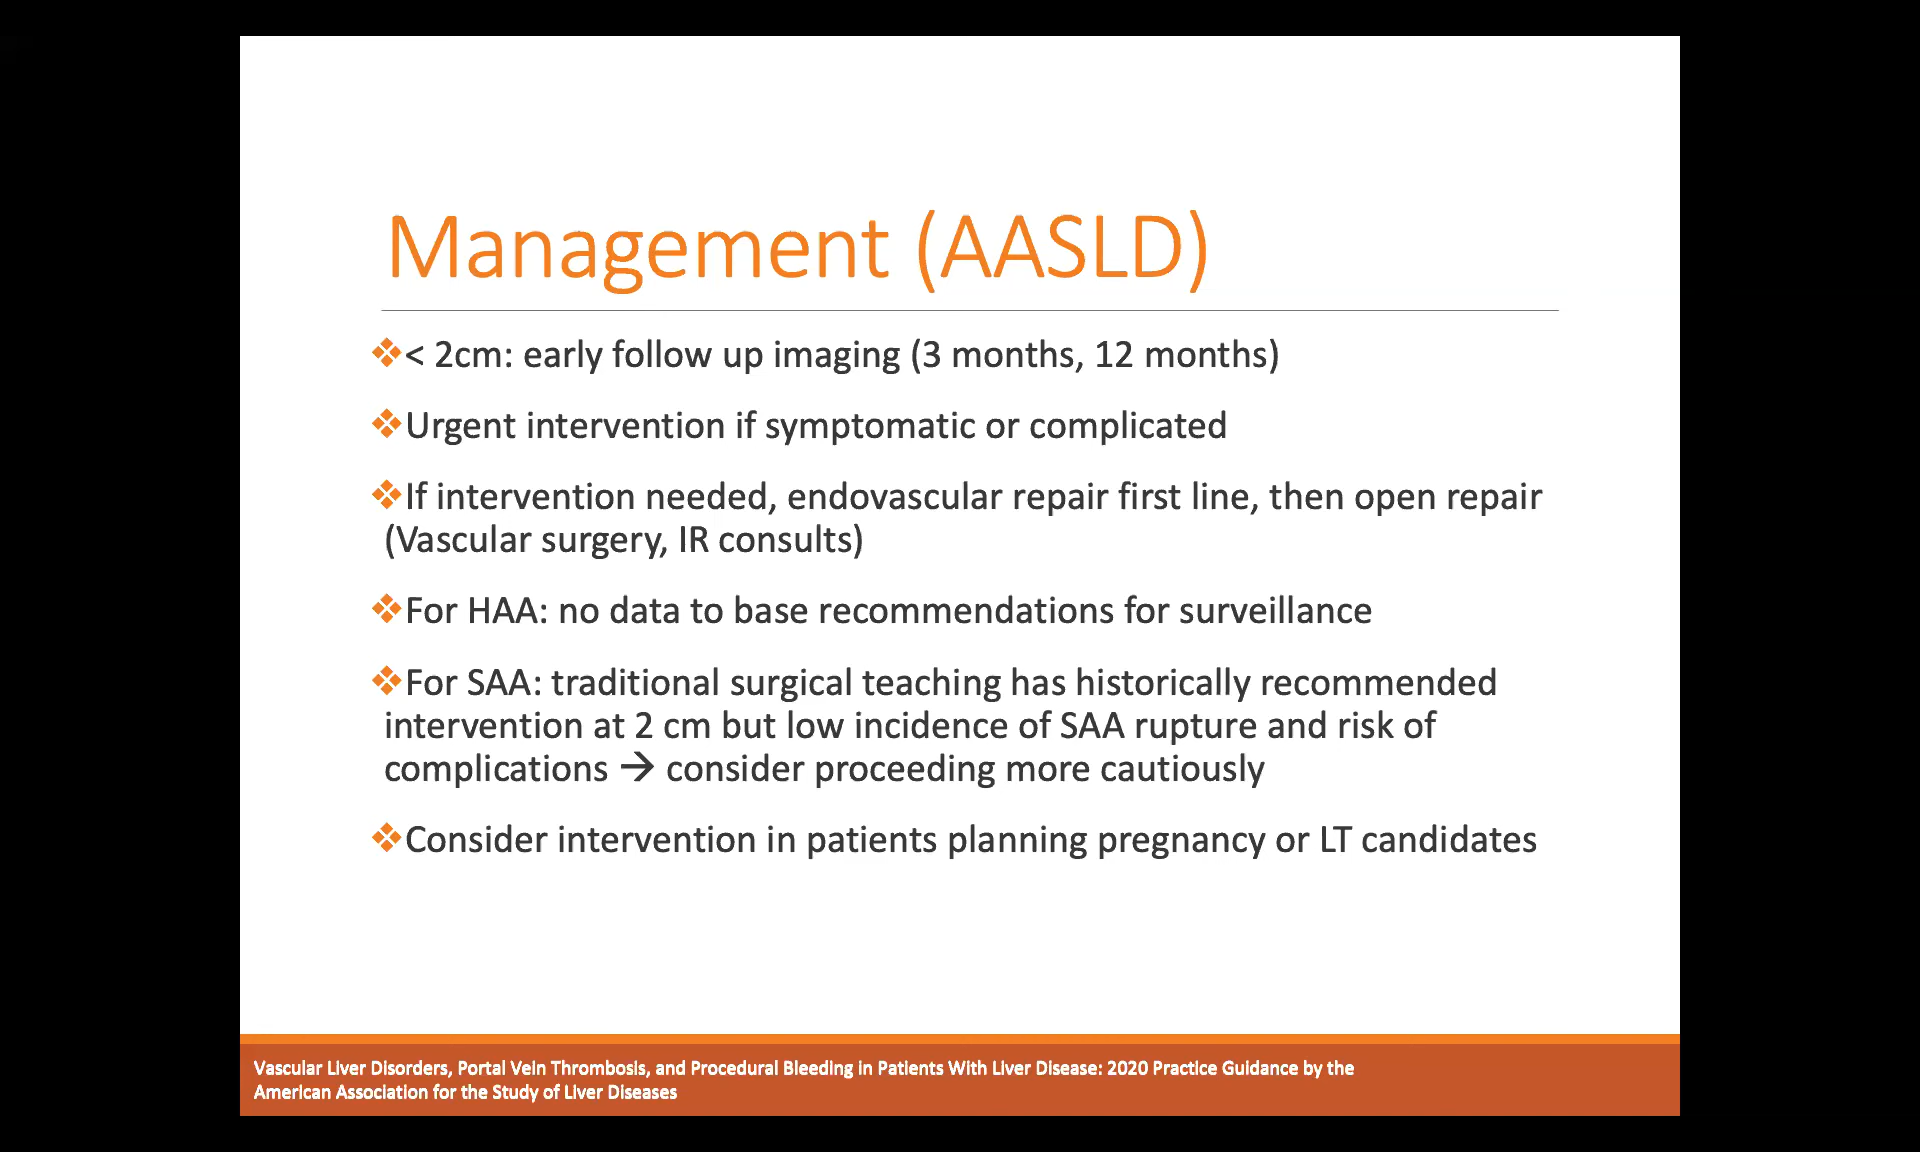 Management (AASLD)
❖< 2cm: early follow up imaging (3 months, 12 months)
❖Urgent intervention if symptomatic or complicated
❖If intervention needed, endovascular repair first line, then open repair
(Vascular surgery, IR consults)
❖For HAA: no data to base recommendations for surveillance
❖For SAA: traditional surgical teaching has historically recommended
intervention at 2 cm but low incidence of SAA rupture and risk of
complications → consider proceeding more cautiously
❖Consider intervention in patients planning pregnancy or LT candidates
Vascular Liver Disorders, Portal Vein Thrombosis, and Procedural Bleeding in Patients With Liver Disease: 2020 Practice Guidance by the
American Association for the Study of Liver Diseases